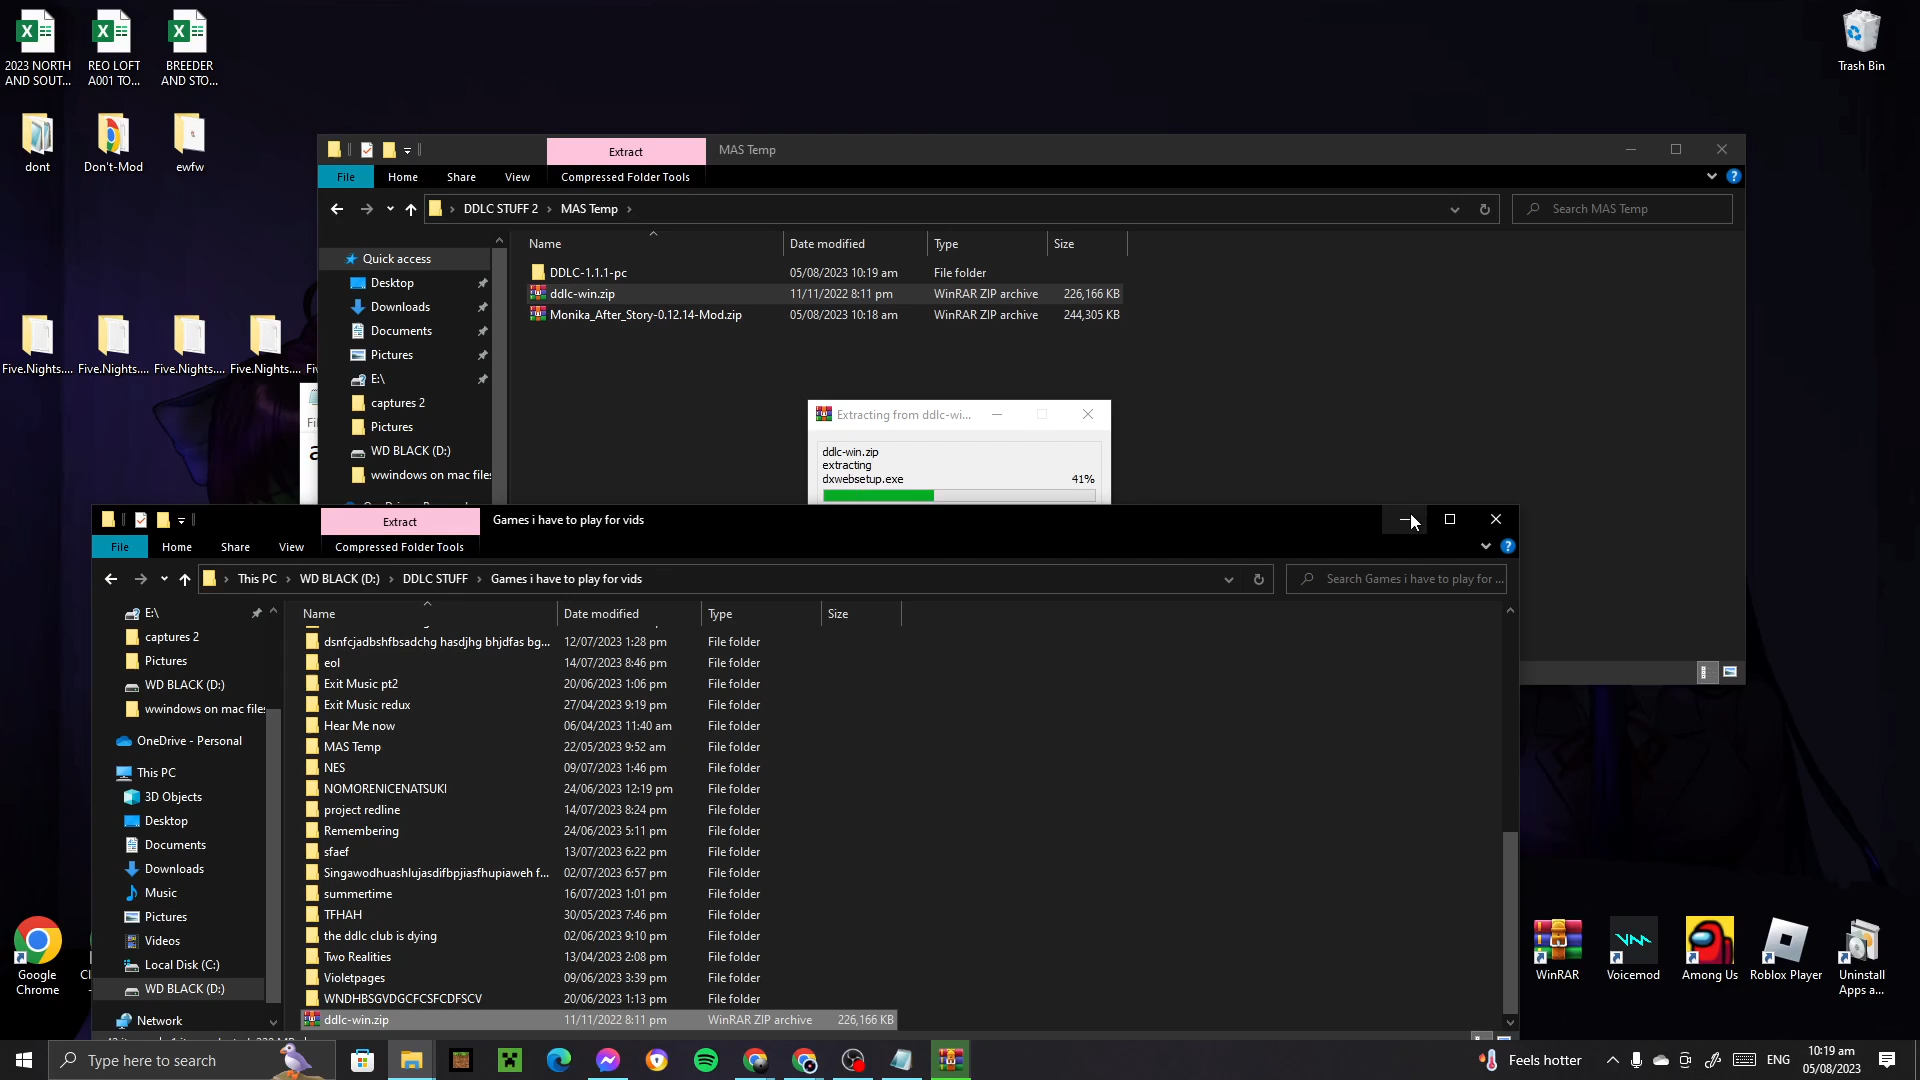 2023 NORTH
AND SOUT...
REO LOFT
A001 TO...
BREEDER
AND STO...
Trash Bin
dont
Don't-Mod
ewfw
Five.Nights....
Five.Nights....
Five.Nights....
Five.Nights....
Extract
MAS Temp
File
Home
Share
View
Compressed Folder Tools
DDLC STUFF 2
MAS Temp
Search MAS Temp
Name
Date modified
Type
Size
Quick access
Desktop
Downloads
Documents
Pictures
E:\
captures 2
Pictures
WD BLACK (D:)
wwindows on mac files
DDLC-1.1.1-pc 05/08/2023 10:19 am File folder
ddlc-win.zip 11/11/2022 8:11 pm WinRAR ZIP archive 226,166 KB
Monika_After_Story-0.12.14-Mod.zip 05/08/2023 10:18 am WinRAR ZIP archive 244,305 KB
Extracting from ddlc-wi...
ddlc-win.zip
extracting
dxwebsetup.exe 41%
Extract
Games i have to play for vids
File
Home
Share
View
Compressed Folder Tools
This PC
WD BLACK (D:)
DDLC STUFF
Games i have to play for vids
Search Games i have to play for ...
Name
Date modified
Type
Size
E:\
captures 2
Pictures
WD BLACK (D:)
wwindows on mac files
OneDrive - Personal
This PC
3D Objects
Desktop
Documents
Downloads
Music
Pictures
Videos
Local Disk (C:)
WD BLACK (D:)
Network
dsnfcjadbshfbsadchg hasdjhg bhjdfas bg... 12/07/2023 1:28 pm File folder
eol 14/07/2023 8:46 pm File folder
Exit Music pt2 20/06/2023 1:06 pm File folder
Exit Music redux 27/04/2023 9:19 pm File folder
Hear Me now 06/04/2023 11:40 am File folder
MAS Temp 22/05/2023 9:52 am File folder
NES 09/07/2023 1:46 pm File folder
NOMORENICENATSUKI 24/06/2023 12:19 pm File folder
project redline 14/07/2023 8:24 pm File folder
Remembering 24/06/2023 5:11 pm File folder
sfaef 13/07/2023 6:22 pm File folder
Singawodhuashlujasdifbpjiasfhupiaweh f... 02/07/2023 6:57 pm File folder
summertime 16/07/2023 1:01 pm File folder
TFHAH 30/05/2023 7:46 pm File folder
the ddlc club is dying 02/06/2023 9:10 pm File folder
Two Realities 13/04/2023 2:08 pm File folder
Violetpages 09/06/2023 3:39 pm File folder
WNDHBSGVDGCFCSFCDFSCV 20/06/2023 1:13 pm File folder
ddlc-win.zip 11/11/2022 8:11 pm WinRAR ZIP archive 226,166 KB
Google
Chrome
WinRAR
Voicemod
Among Us
Roblox Player
Uninstall
Apps a...
Type here to search
Feels hotter
ENG
10:19 am
05/08/2023